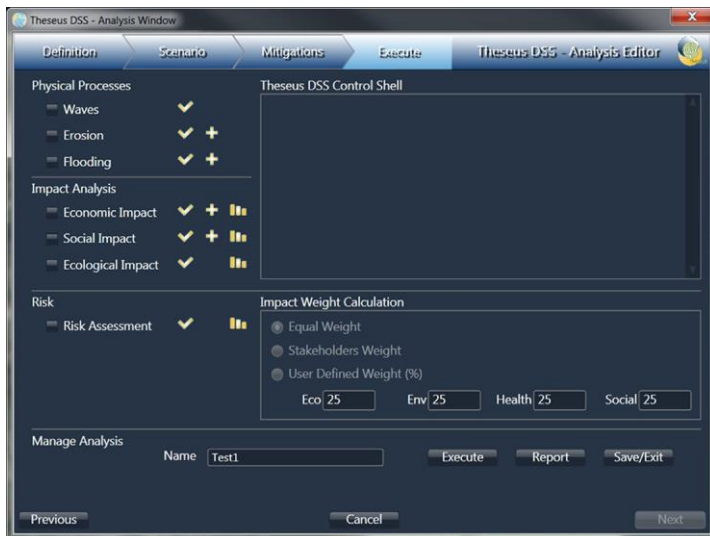 Theseus DSS - Analysis Window
Definition Scenario Mitigations Execute Theseus DSS - Analysis Editor
Physical Processes
Waves
Erosion
Flooding
Impact Analysis
Economic Impact
Social Impact
Ecological Impact
Risk
Risk Assessment
Theseus DSS Control Shell
Impact Weight Calculation
Equal Weight
Stakeholders Weight
User Defined Weight (%)
Eco 25 Env 25 Health 25 Social 25
Manage Analysis
Name Test1 Execute Report Save/Exit
Previous Cancel Next